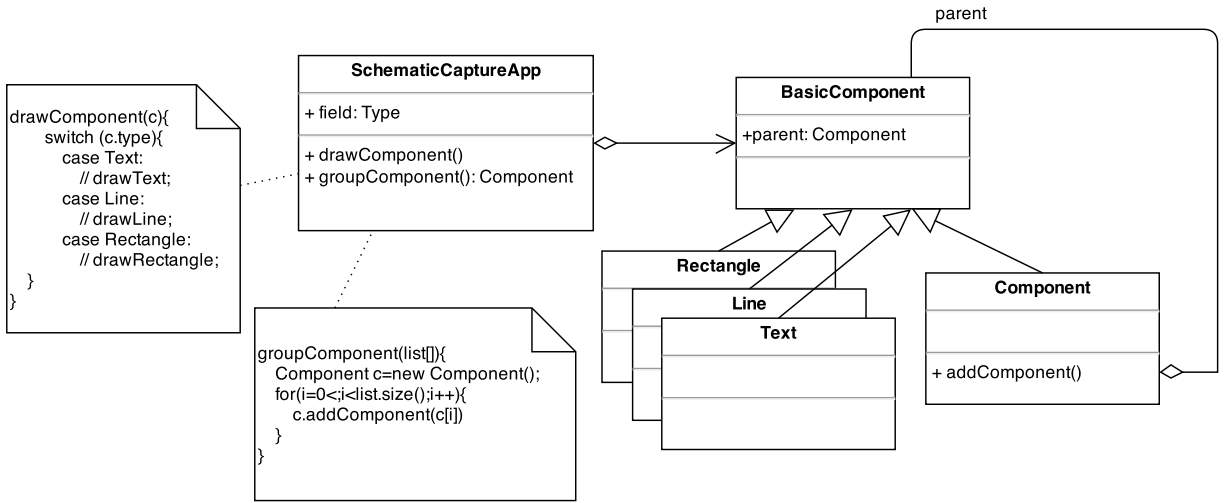 parent
SchematicCaptureApp
+ field: Type
+ drawComponent()
+ groupComponent(): Component
BasicComponent
+parent: Component
drawComponent(c){
switch (c.type){
case Text:
// drawText;
case Line:
// drawLine;
case Rectangle:
// drawRectangle;
}
}
Rectangle
Line
Text
Component
+ addComponent()
groupComponent(list[]){
Component c=new Component();
for(i=0<;i<list.size();i++){
c.addComponent(c[i])
}
}